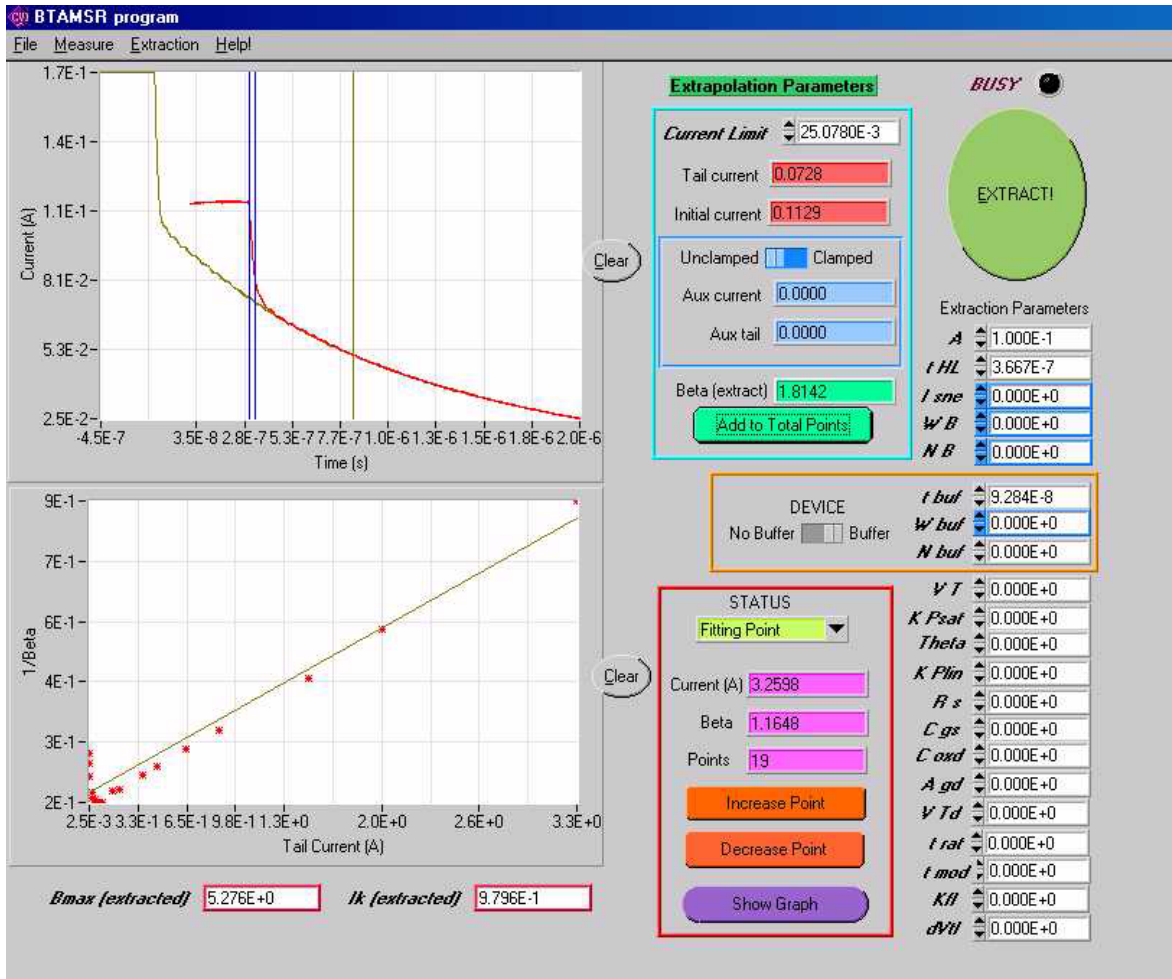 BTAMSR program
File Measure Extraction Help!
1.7E-1
1.4E-1
1.1E-1
8.1E-2
5.3E-2
2.5E-2
Current (A)
-4.5E-7 3.5E-8 2.8E-7 5.3E-7 7.7E-7 1.0E-6 1.3E-6 1.5E-6 1.8E-6 2.0E-6
Time (s)
Clear
Extrapolation Parameters
Current Limit 25.0780E-3
Tail current 0.0728
Initial current 0.1129
Unclamped Clamped
Aux current 0.0000
Aux tail 0.0000
Beta (extract) 1.8142
Add to Total Points
BUSY
EXTRACT!
Extraction Parameters
A 1.000E-1
t HL 3.667E-7
I sne 0.000E+0
W B 0.000E+0
N B 0.000E+0
DEVICE
No Buffer Buffer
t buf 9.284E-8
W buf 0.000E+0
N buf 0.000E+0
9E-1
7E-1
6E-1
4E-1
3E-1
2E-1
1/Beta
2.5E-3 3.3E-1 6.5E-1 9.8E-1 1.3E+0 2.0E+0 2.6E+0 3.3E+0
Tail Current (A)
Clear
Bmax (extracted) 5.276E+0
Ik (extracted) 9.796E-1
STATUS
Fitting Point
Current (A) 3.2598
Beta 1.1648
Points 19
Increase Point
Decrease Point
Show Graph
V T 0.000E+0
K Psat 0.000E+0
Theta 0.000E+0
K Plin 0.000E+0
R s 0.000E+0
C gs 0.000E+0
C oxd 0.000E+0
A gd 0.000E+0
V Td 0.000E+0
t rat 0.000E+0
t mod 0.000E+0
Kfl 0.000E+0
dVtl 0.000E+0